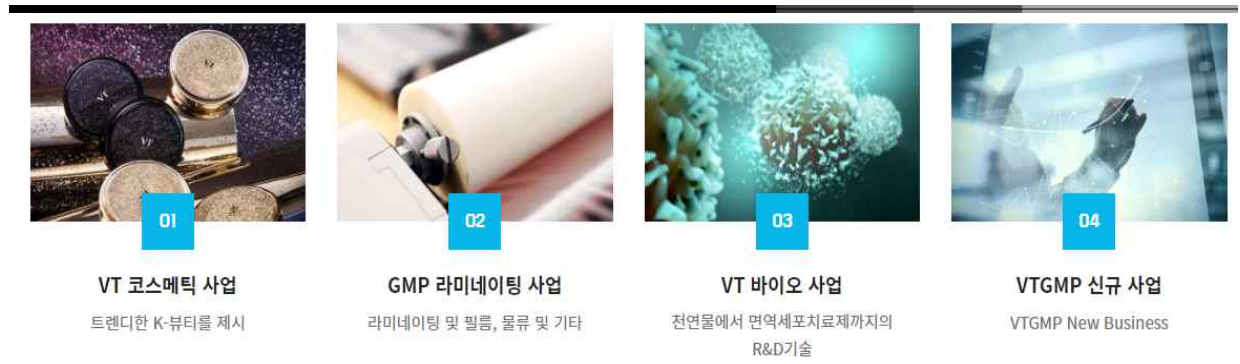 VT
VT
VT
01
02
03
04
VT 코스메틱 사업
GMP 라미네이팅 사업
VT 바이오 사업
VTGMP 신규 사업
트렌디한 K-뷰티를 제시
라미네이팅 및 필름, 물류 및 기타
천연물에서 면역세포치료제까지의
R&D기술
VTGMP New Business